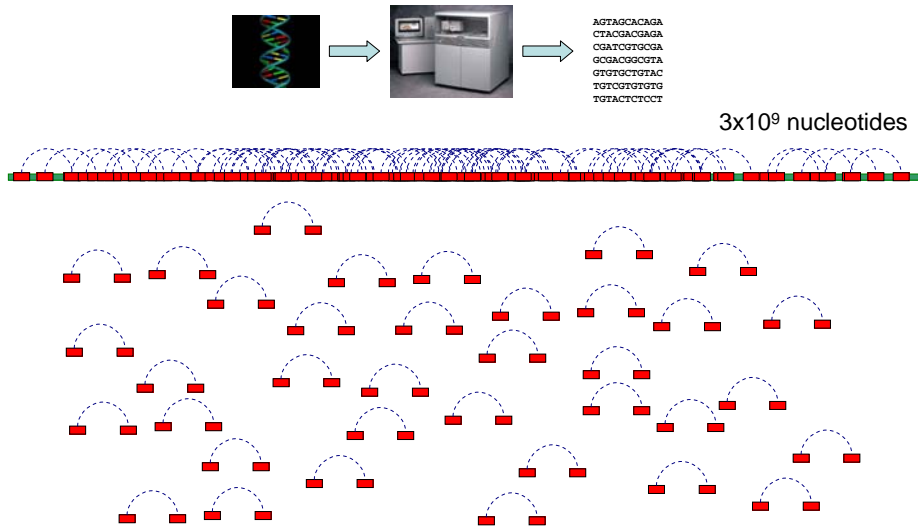 AGTAGCACAGA
CTACGACGAGA
CGATCGTGCGA
GCGACGGCGTA
GTGTGCTGTAC
TGTCGTGTGTG
TGTACTCTCCT
3x10⁹ nucleotides